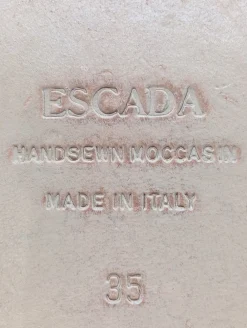 ESCADA
HANDSEWN MOCCASIN
MADE IN ITALY
35